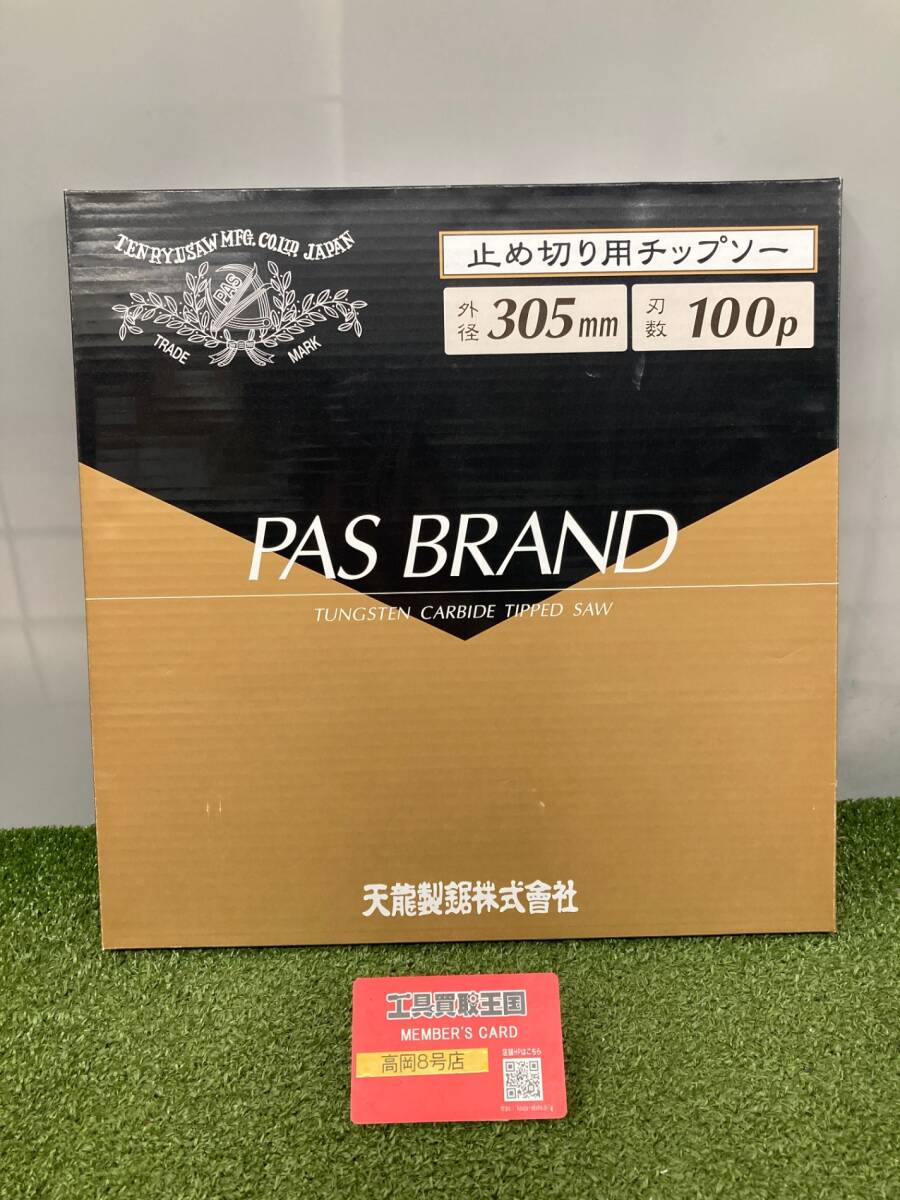 TENRYUSAW MFG. CO. LTD. JAPAN
PAS
TRADE MARK
止め切り用チップソー
外径 305mm
刃数 100p
PAS BRAND
TUNGSTEN CARBIDE TIPPED SAW
天龍製鋸株式會社
工具買取王国
MEMBER'S CARD
高岡8号店
店舗HPはこちら